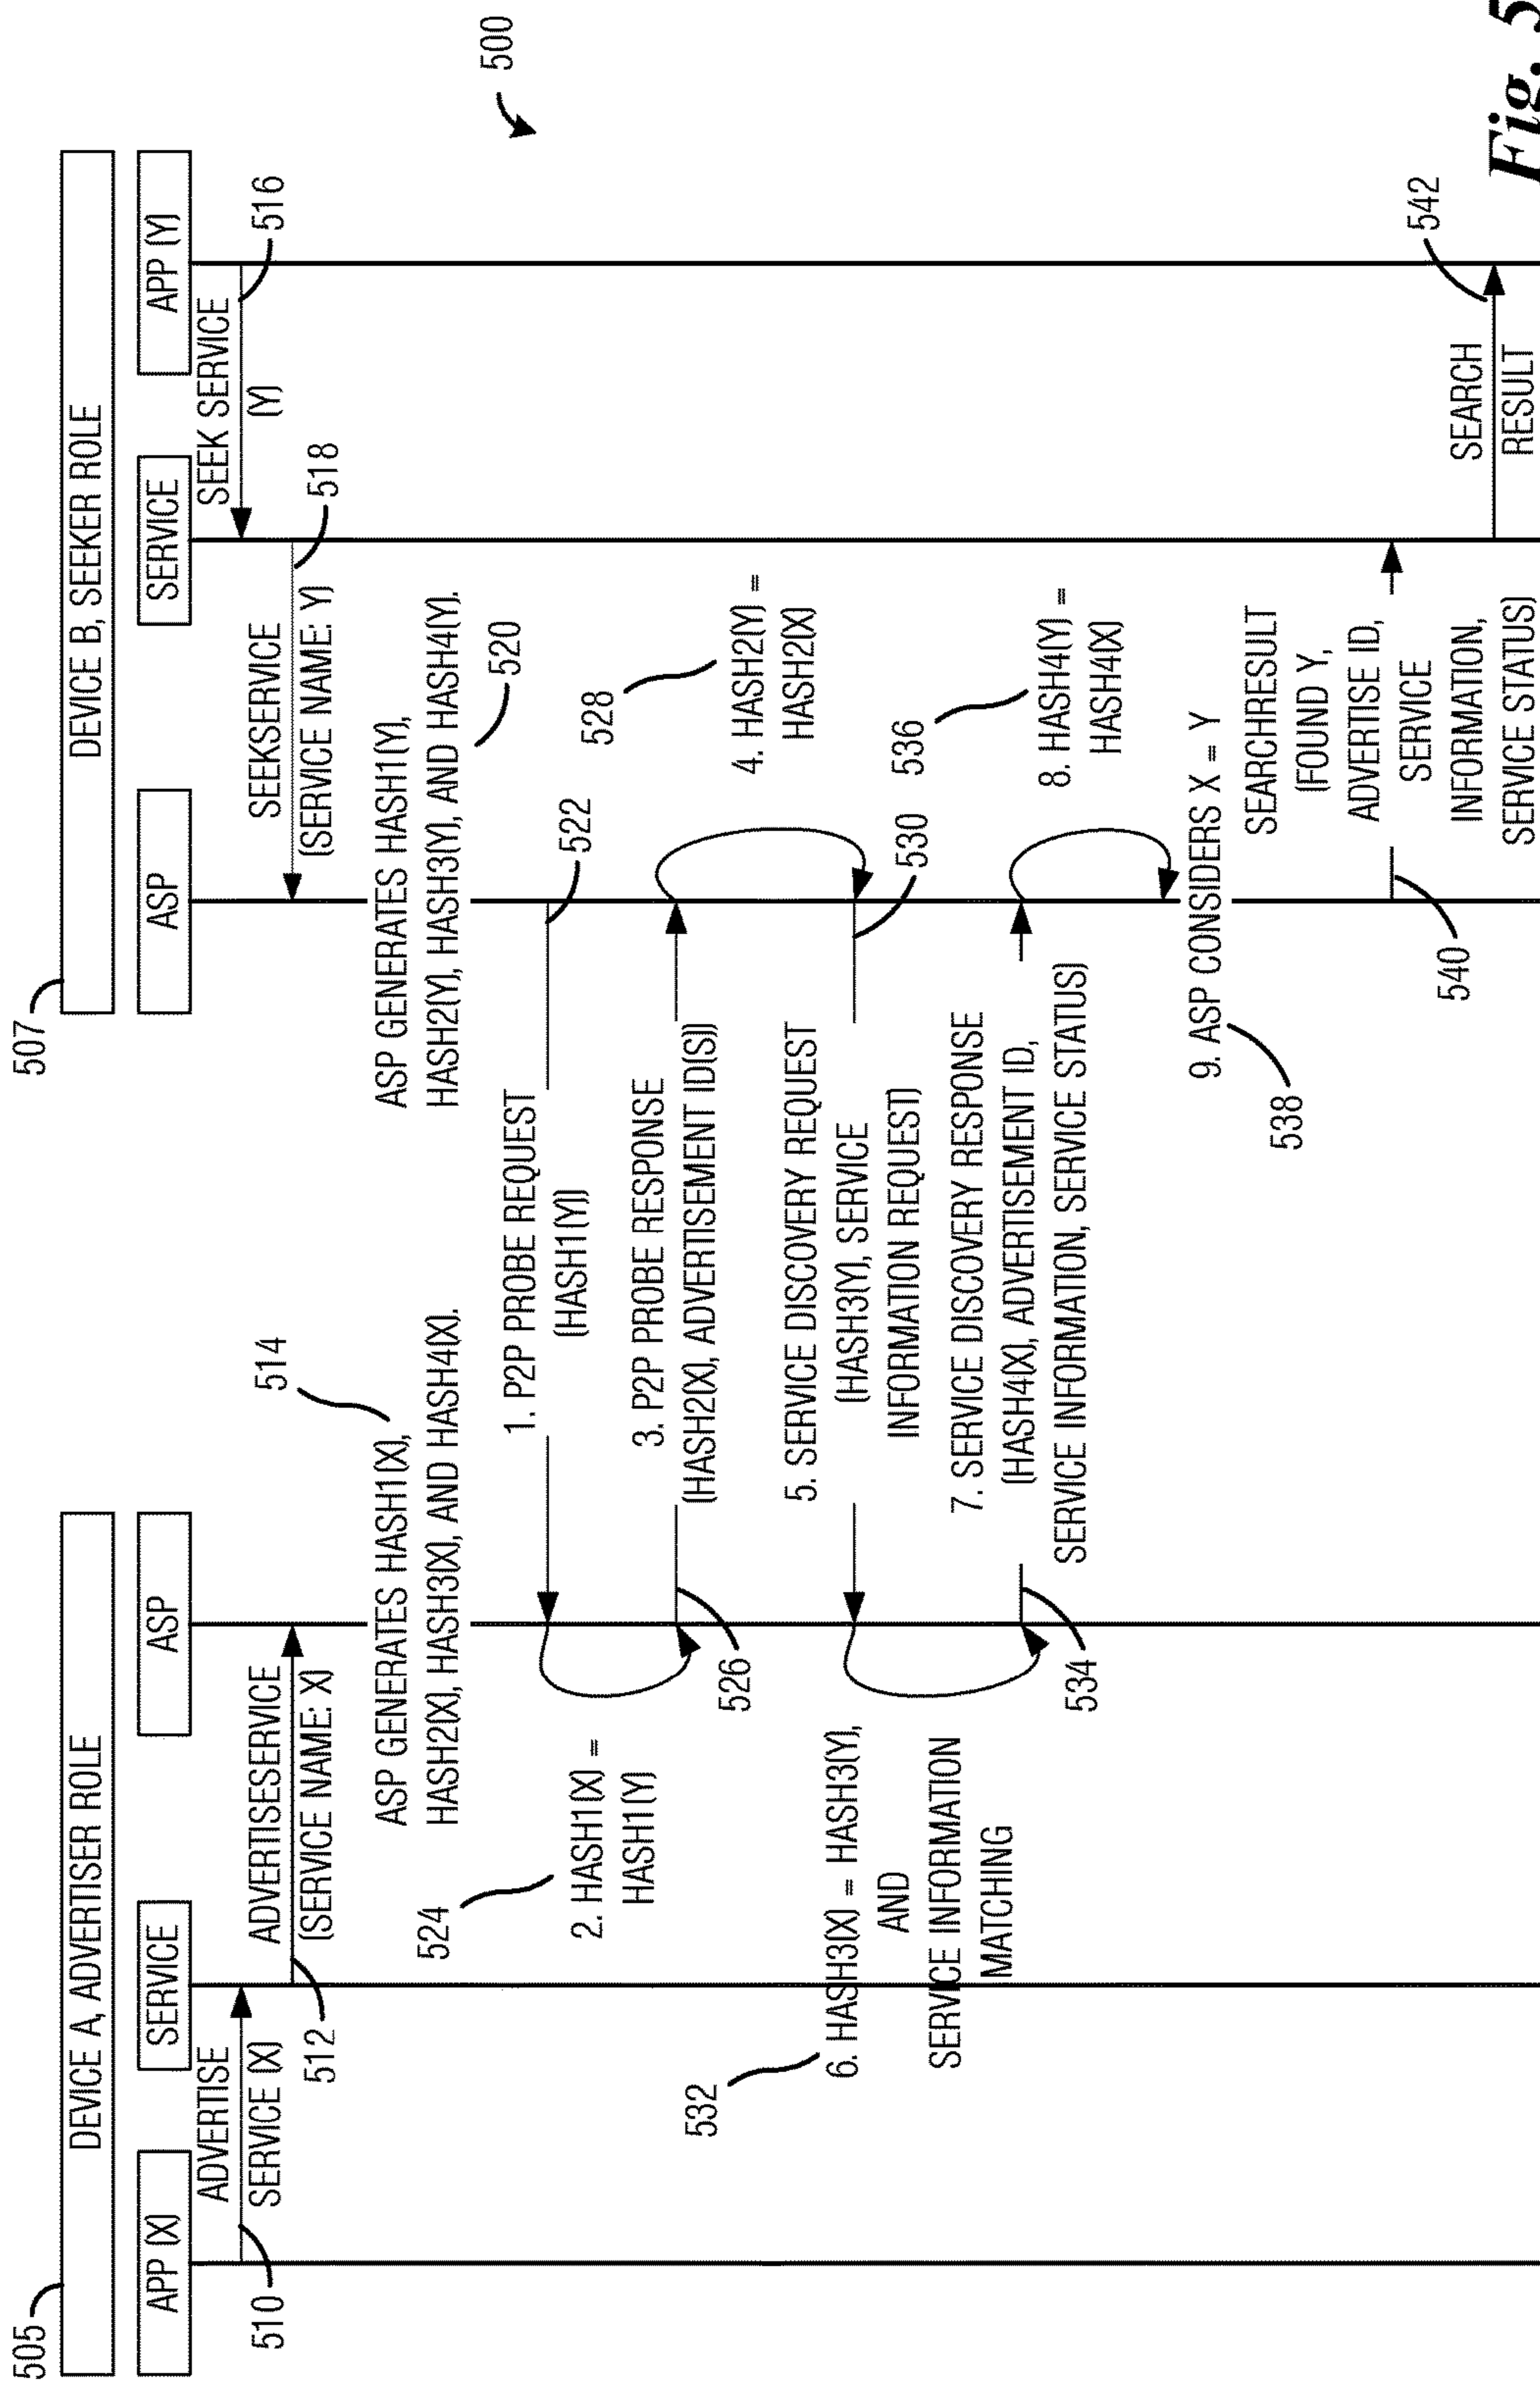 505
507
DEVICE A, ADVERTISER ROLE
DEVICE B, SEEKER ROLE
APP (X)
SERVICE
ASP
ASP
SERVICE
APP (Y)
500
ADVERTISE
SERVICE (X)
510
ADVERTISESERVICE
(SERVICE NAME: X)
512
SEEK SERVICE
(Y)
516
SEEKSERVICE
(SERVICE NAME: Y)
518
ASP GENERATES HASH1(X),
HASH2(X), HASH3(X), AND HASH4(X).
514
ASP GENERATES HASH1(Y),
HASH2(Y), HASH3(Y), AND HASH4(Y).
520
1. P2P PROBE REQUEST
(HASH1(Y))
522
524
2. HASH1(X) =
HASH1(Y)
3. P2P PROBE RESPONSE
(HASH2(X), ADVERTISEMENT ID(S))
526
528
4. HASH2(Y) =
HASH2(X)
5. SERVICE DISCOVERY REQUEST
(HASH3(Y), SERVICE
INFORMATION REQUEST)
530
532
6. HASH3(X) = HASH3(Y),
AND
SERVICE INFORMATION
MATCHING
7. SERVICE DISCOVERY RESPONSE
(HASH4(X), ADVERTISEMENT ID,
SERVICE INFORMATION, SERVICE STATUS)
534
536
8. HASH4(Y) =
HASH4(X)
9. ASP CONSIDERS X = Y
538
SEARCHRESULT
(FOUND Y,
ADVERTISE ID,
SERVICE
INFORMATION,
SERVICE STATUS)
540
SEARCH
RESULT
542
Fig. 5